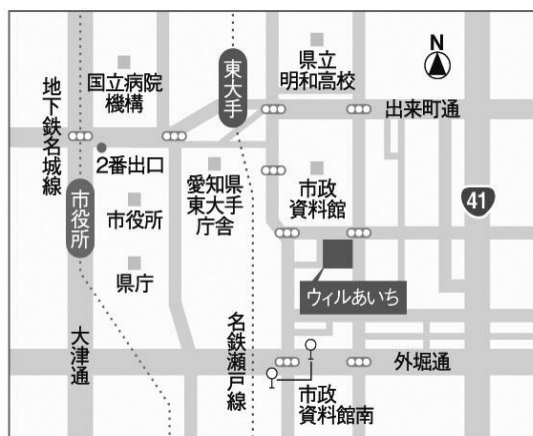 N
県立
明和高校
国立病院
機構
東大手
地下鉄名城線
出来町通
2番出口
愛知県
東大手
庁舎
市政
資料館
市役所
市役所
41
県庁
ウィルあいち
大津通
名鉄瀬戸線
外堀通
市政
資料館南